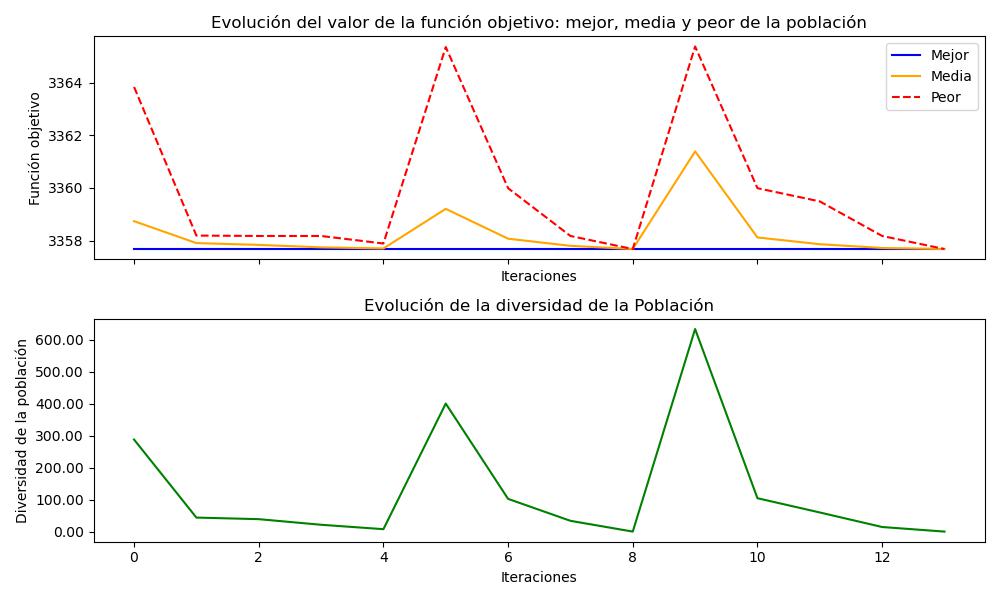 Evolución del valor de la función objetivo: mejor, media y peor de la población
Función objetivo
3364
3362
3360
3358
Mejor
Media
Peor
Iteraciones
Evolución de la diversidad de la Población
Diversidad de la población
600.00
500.00
400.00
300.00
200.00
100.00
0.00
0 2 4 6 8 10 12
Iteraciones